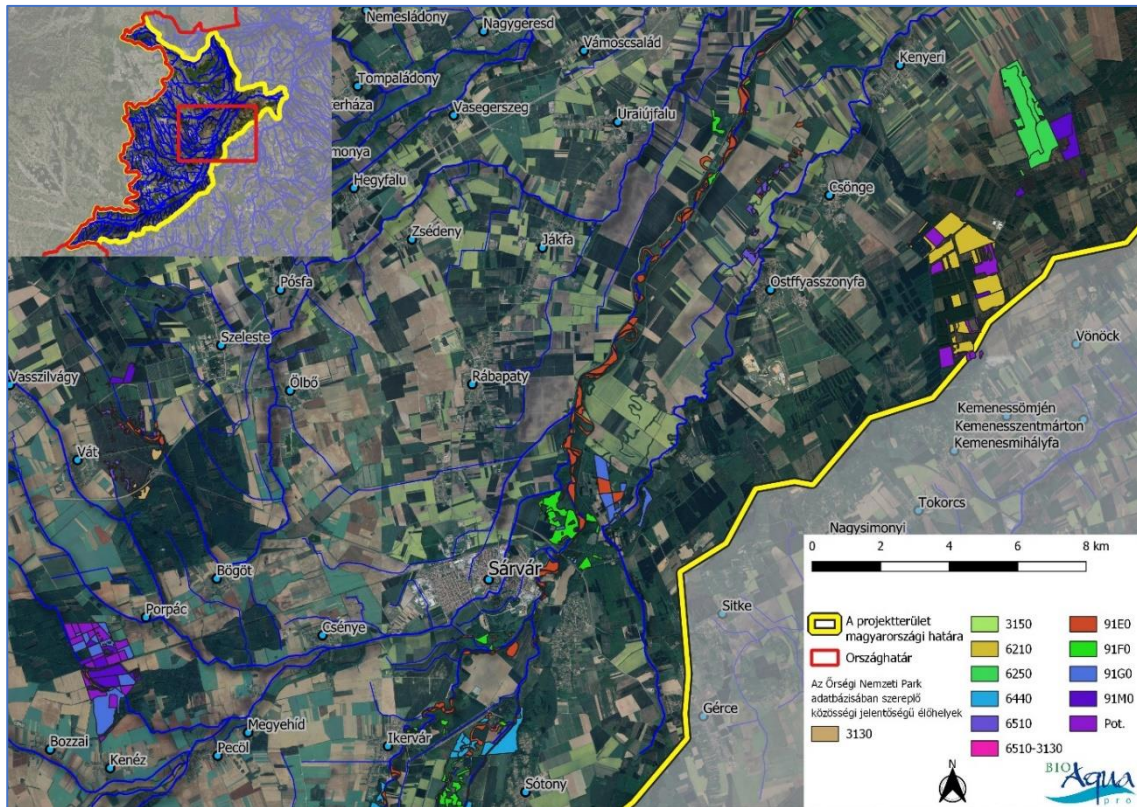 Nemesládony
Nagygeresd
Vámoscsalád
Kenyeri
Tompaládony
terháza
Vasegerszeg
Uraiújfalu
monya
Hegyfalu
Csönge
Zsédeny
Jákfa
Pósfa
Ostffyasszonyfa
Szeleste
Vönöck
Vasszilvágy
Ölbő
Rábapaty
Kemenessömjén
Kemenesszentmárton
Kemenesmihályfa
Vát
Tokorcs
Nagysimonyi
Bögöt
Sárvár
Porpác
Csénye
Sitke
Megyehíd
Gérce
Bozzai
Kenéz
Pecöl
Ikervár
Sótony
0 2 4 6 8 km
A projektterület
magyarországi határa
Országhatár
Az Őrségi Nemzeti Park
adatbázisában szereplő
közösségi jelentőségű élőhelyek
3130
3150
6210
6250
6440
6510
6510-3130
91E0
91F0
91G0
91M0
Pot.
N
BIO
Aqua
pro